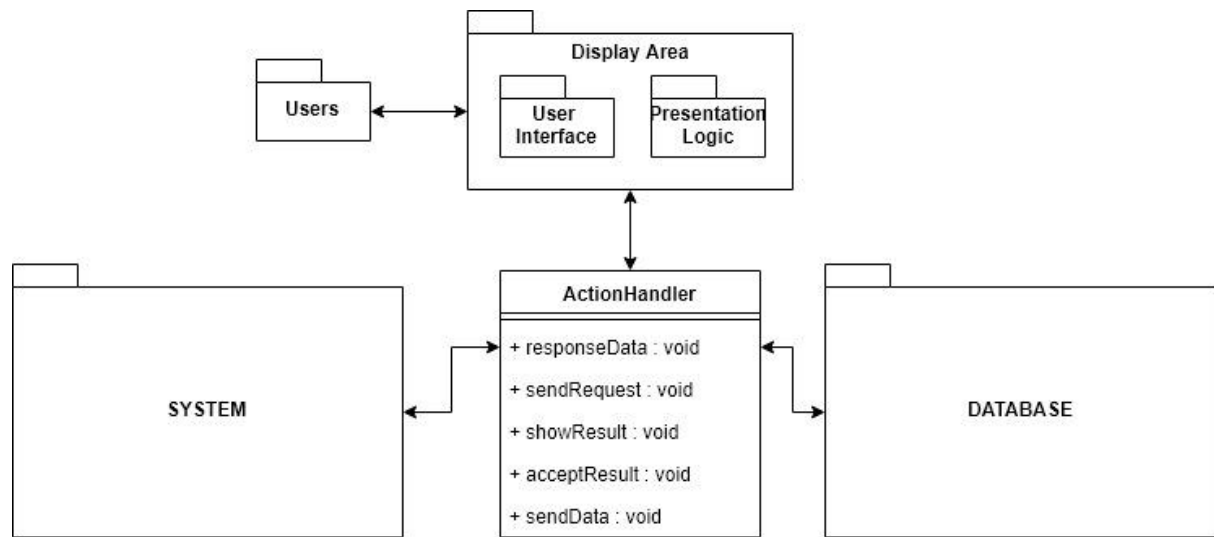 Display Area
Users
User
Interface
Presentation
Logic
ActionHandler
+ responseData : void
+ sendRequest : void
+ showResult : void
+ acceptResult : void
+ sendData : void
SYSTEM
DATABASE